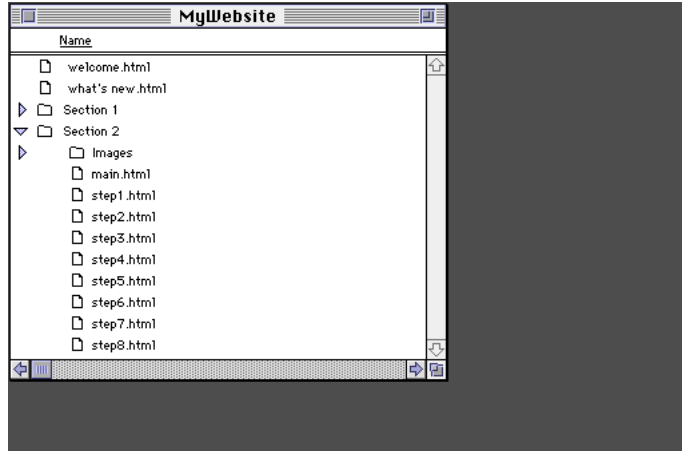 MyWebsite
Name
welcome.html
what's new.html
Section 1
Section 2
Images
main.html
step1.html
step2.html
step3.html
step4.html
step5.html
step6.html
step7.html
step8.html